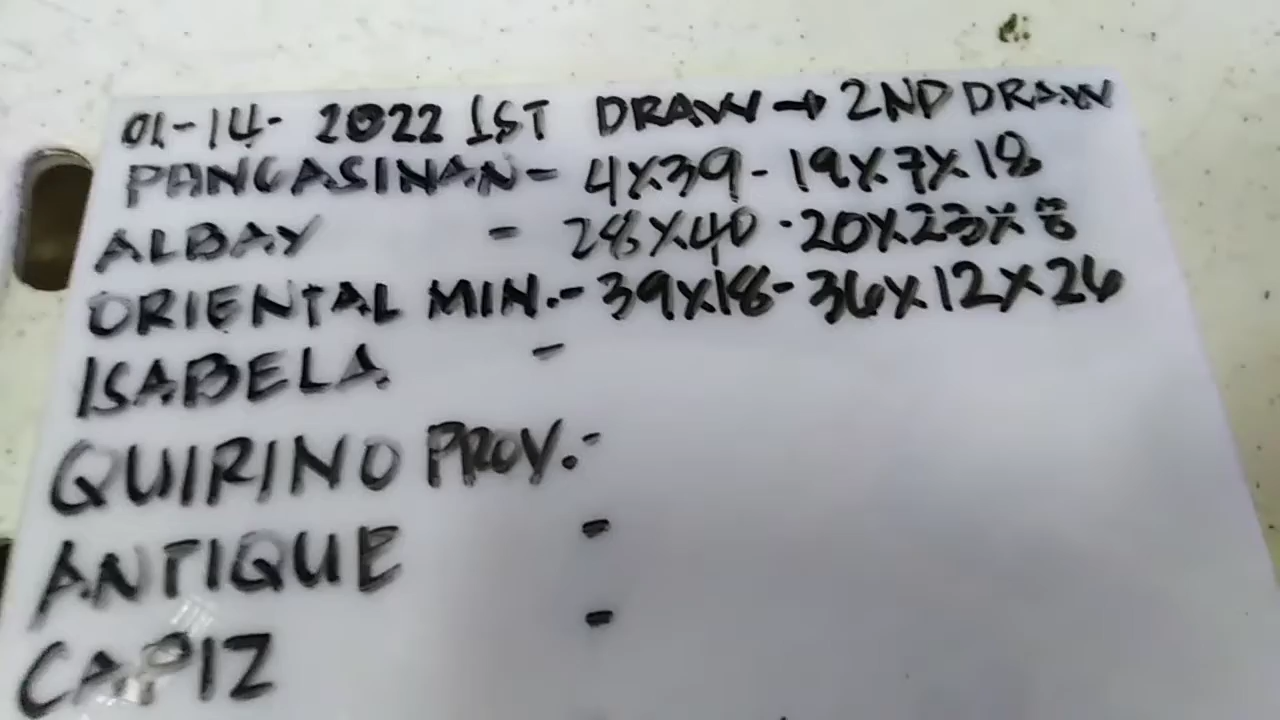 01-14- 2022 1ST DRAW → 2ND DRAW
PANGASINAN - 4X39 - 19X7X18
ALBAY - 28X40 - 20X23X8
ORIENTAL MIN. - 39X18 - 36X12X26
ISABELA -
QUIRINO PROV. -
ANTIQUE -
CAPIZ -